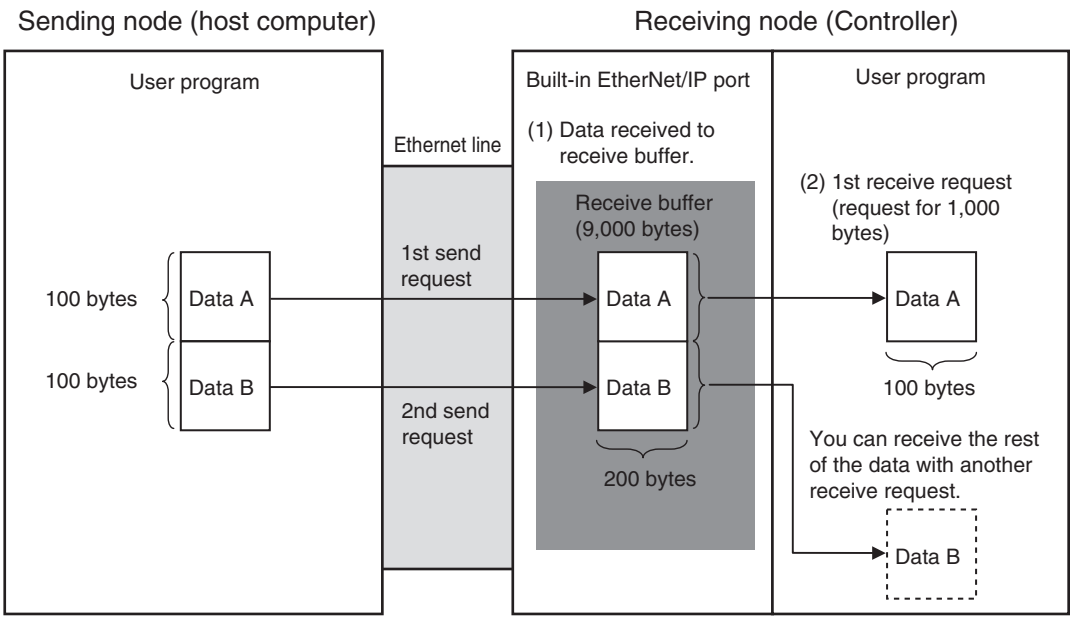 Sending node (host computer)
Receiving node (Controller)
User program
Built-in EtherNet/IP port
User program
Ethernet line
(1) Data received to
receive buffer.
(2) 1st receive request
(request for 1,000
bytes)
Receive buffer
(9,000 bytes)
1st send
request
100 bytes
Data A
Data A
Data A
100 bytes
100 bytes
Data B
Data B
2nd send
request
200 bytes
You can receive the rest
of the data with another
receive request.
Data B